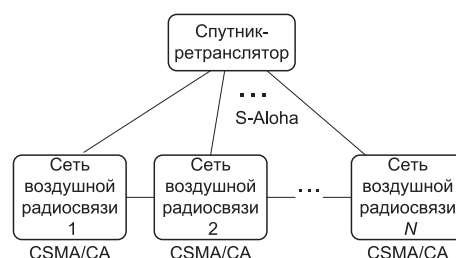 Спутник-
ретранслятор
...
S-Aloha
Сеть
воздушной
радиосвязи
1
Сеть
воздушной
радиосвязи
2
...
Сеть
воздушной
радиосвязи
N
CSMA/CA
CSMA/CA
CSMA/CA